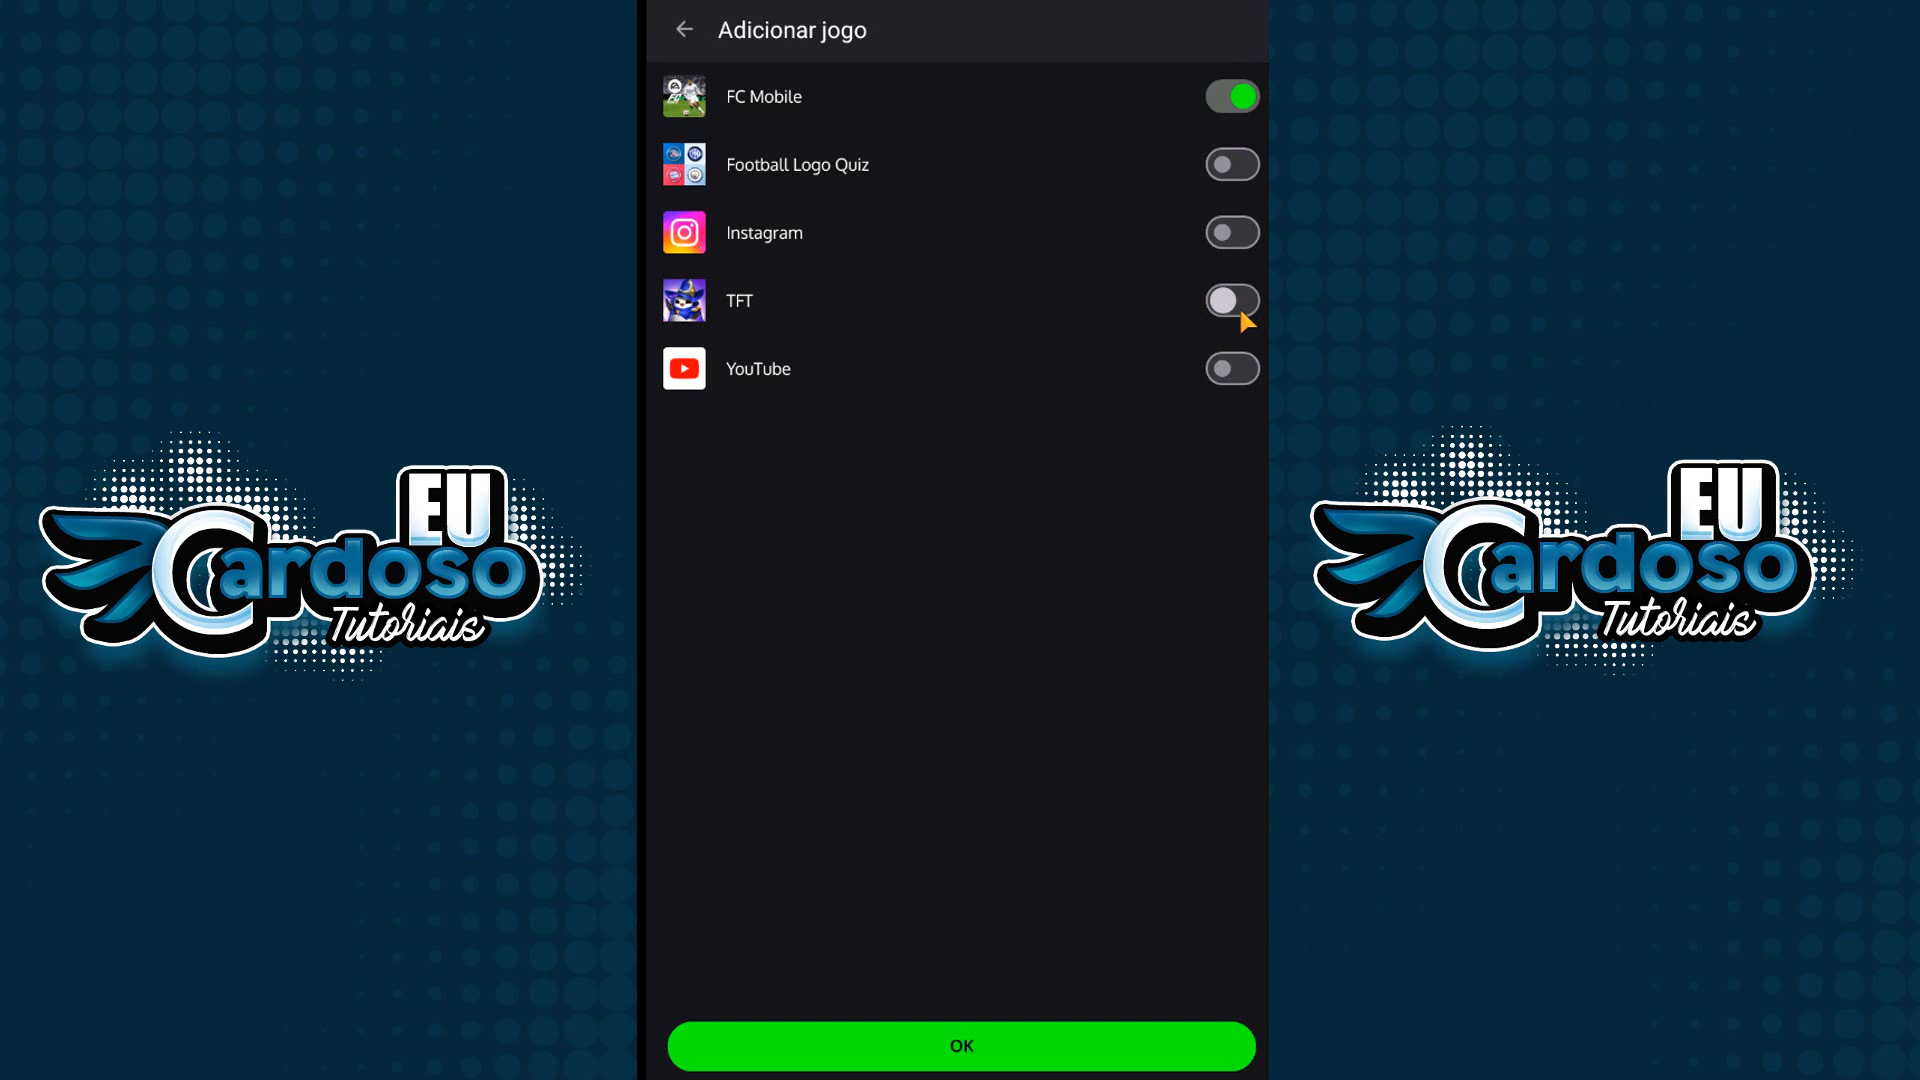 Adicionar jogo
FC Mobile
Football Logo Quiz
Instagram
TFT
YouTube
OK
EU
Cardoso
Tutoriais
EU
Cardoso
Tutoriais